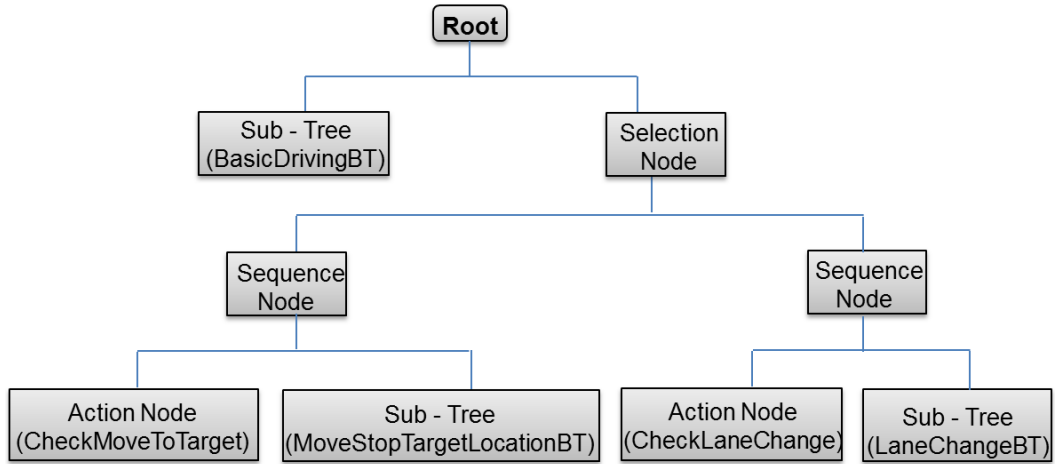 Root
Sub - Tree
(BasicDrivingBT)
Selection
Node
Sequence
Node
Sequence
Node
Action Node
(CheckMoveToTarget)
Sub - Tree
(MoveStopTargetLocationBT)
Action Node
(CheckLaneChange)
Sub - Tree
(LaneChangeBT)